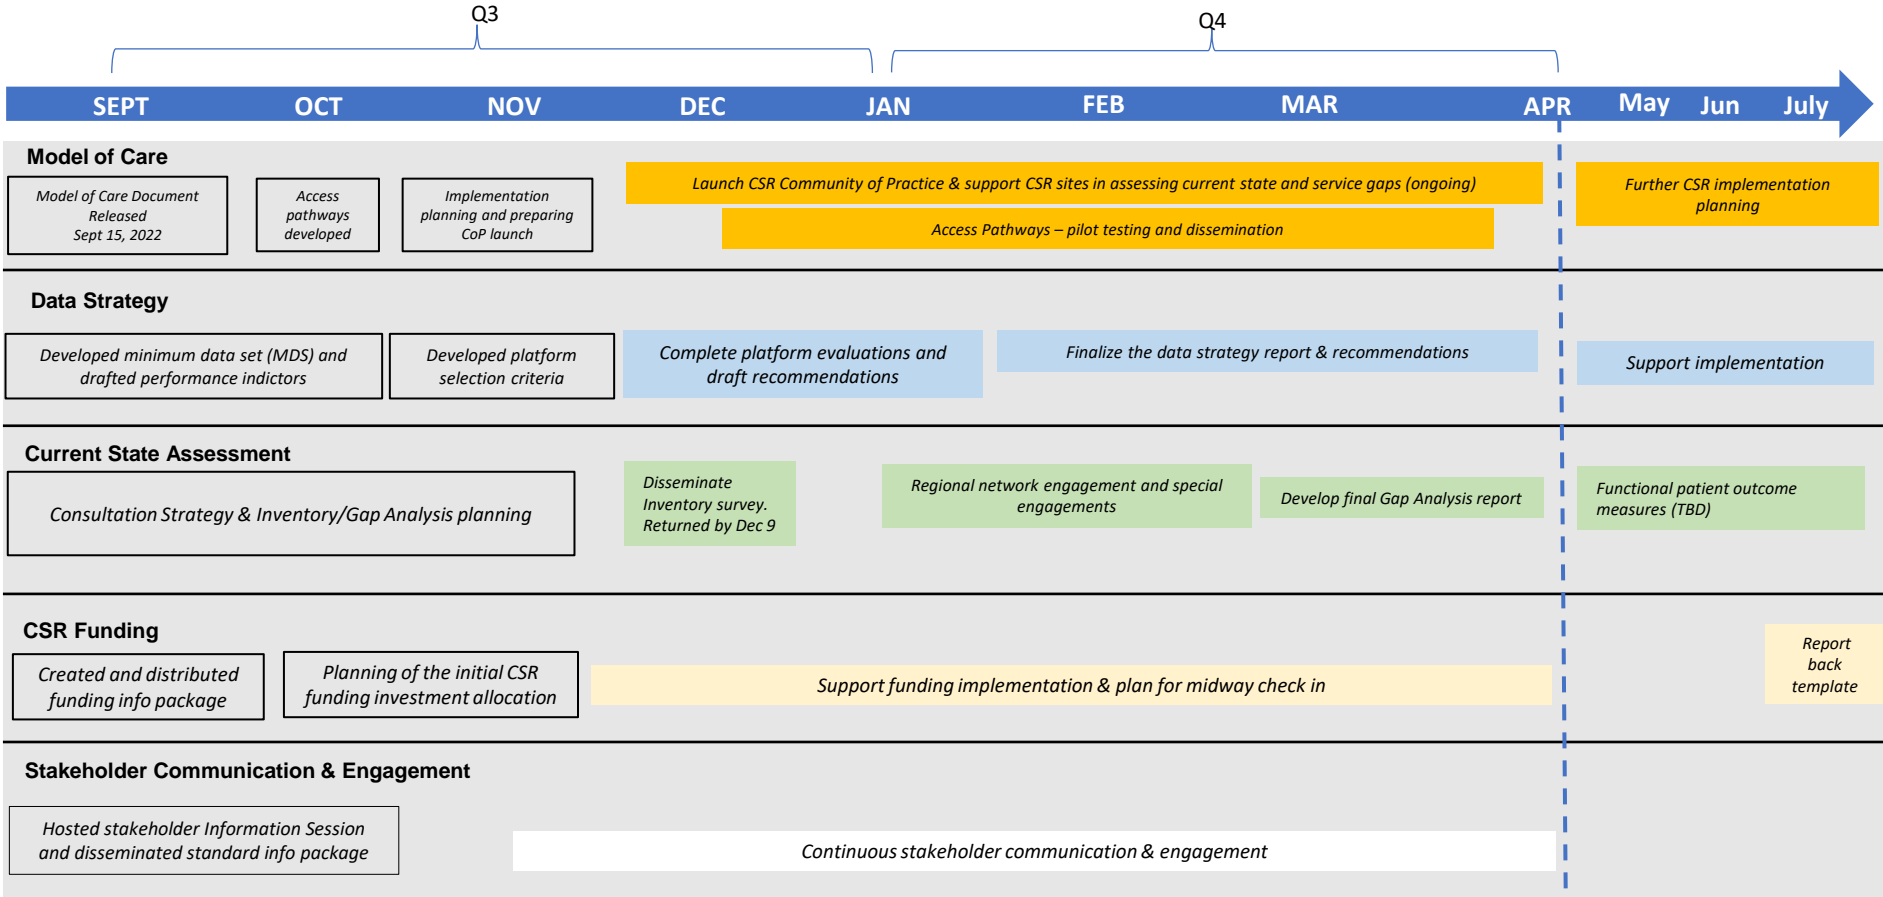 Q3
Q4
SEPT
OCT
NOV
DEC
JAN
FEB
MAR
APR
May
Jun
July
Model of Care
Model of Care Document
Released
Sept 15, 2022
Access
pathways
developed
Implementation
planning and preparing
CoP launch
Launch CSR Community of Practice & support CSR sites in assessing current state and service gaps (ongoing)
Access Pathways – pilot testing and dissemination
Further CSR implementation
planning
Data Strategy
Developed minimum data set (MDS) and
drafted performance indictors
Developed platform
selection criteria
Complete platform evaluations and
draft recommendations
Finalize the data strategy report & recommendations
Support implementation
Current State Assessment
Consultation Strategy & Inventory/Gap Analysis planning
Disseminate
Inventory survey.
Returned by Dec 9
Regional network engagement and special
engagements
Develop final Gap Analysis report
Functional patient outcome
measures (TBD)
CSR Funding
Created and distributed
funding info package
Planning of the initial CSR
funding investment allocation
Support funding implementation & plan for midway check in
Report
back
template
Stakeholder Communication & Engagement
Hosted stakeholder Information Session
and disseminated standard info package
Continuous stakeholder communication & engagement